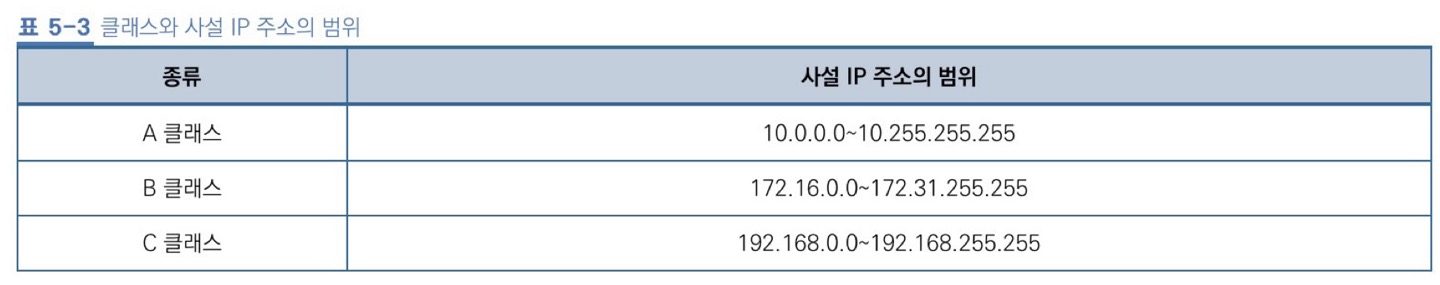 표 5-3 클래스와 사설 IP 주소의 범위
종류 사설 IP 주소의 범위
A 클래스 10.0.0.0~10.255.255.255
B 클래스 172.16.0.0~172.31.255.255
C 클래스 192.168.0.0~192.168.255.255